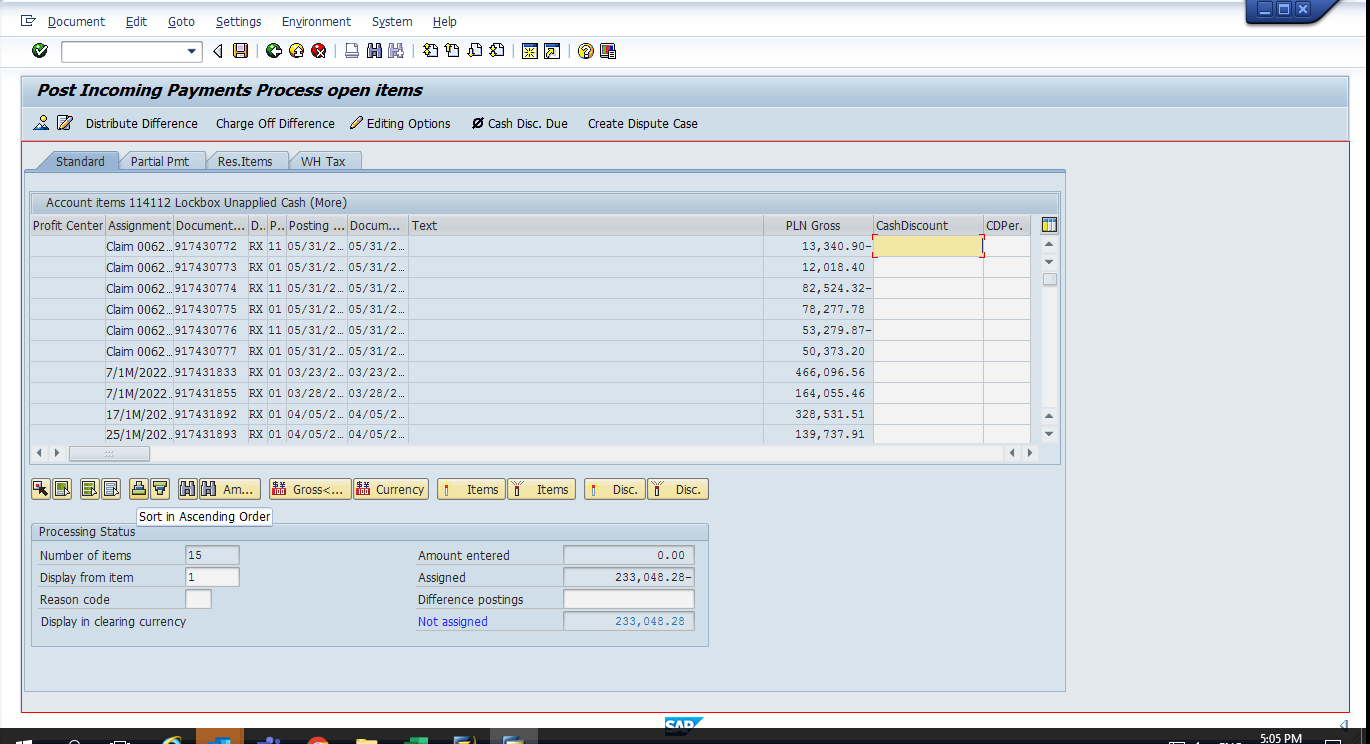 Document Edit Goto Settings Environment System Help
Post Incoming Payments Process open items
Distribute Difference Charge Off Difference Editing Options Cash Disc. Due Create Dispute Case
Standard Partial Pmt Res.Items WH Tax
Account items 114112 Lockbox Unapplied Cash (More)
Profit Center Assignment Document... D.. P.. Posting ... Docum... Text PLN Gross CashDiscount CDPer.
Claim 0062... 917430772 RX 11 05/31/2... 05/31/2... 13,340.90-
Claim 0062... 917430773 RX 01 05/31/2... 05/31/2... 12,018.40
Claim 0062... 917430774 RX 11 05/31/2... 05/31/2... 82,524.32-
Claim 0062... 917430775 RX 01 05/31/2... 05/31/2... 78,277.78
Claim 0062... 917430776 RX 11 05/31/2... 05/31/2... 53,279.87-
Claim 0062... 917430777 RX 01 05/31/2... 05/31/2... 50,373.20
7/1M/2022... 917431833 RX 01 03/23/2... 03/23/2... 466,096.56
7/1M/2022... 917431855 RX 01 03/28/2... 03/28/2... 164,055.46
17/1M/202... 917431892 RX 01 04/05/2... 04/05/2... 328,531.51
25/1M/202... 917431893 RX 01 04/05/2... 04/05/2... 139,737.91
Am... Gross<... Currency Items Items Disc. Disc.
Sort in Ascending Order
Processing Status
Number of items 15 Amount entered 0.00
Display from item 1 Assigned 233,048.28-
Reason code Difference postings
Display in clearing currency Not assigned 233,048.28
SAP
5:05 PM